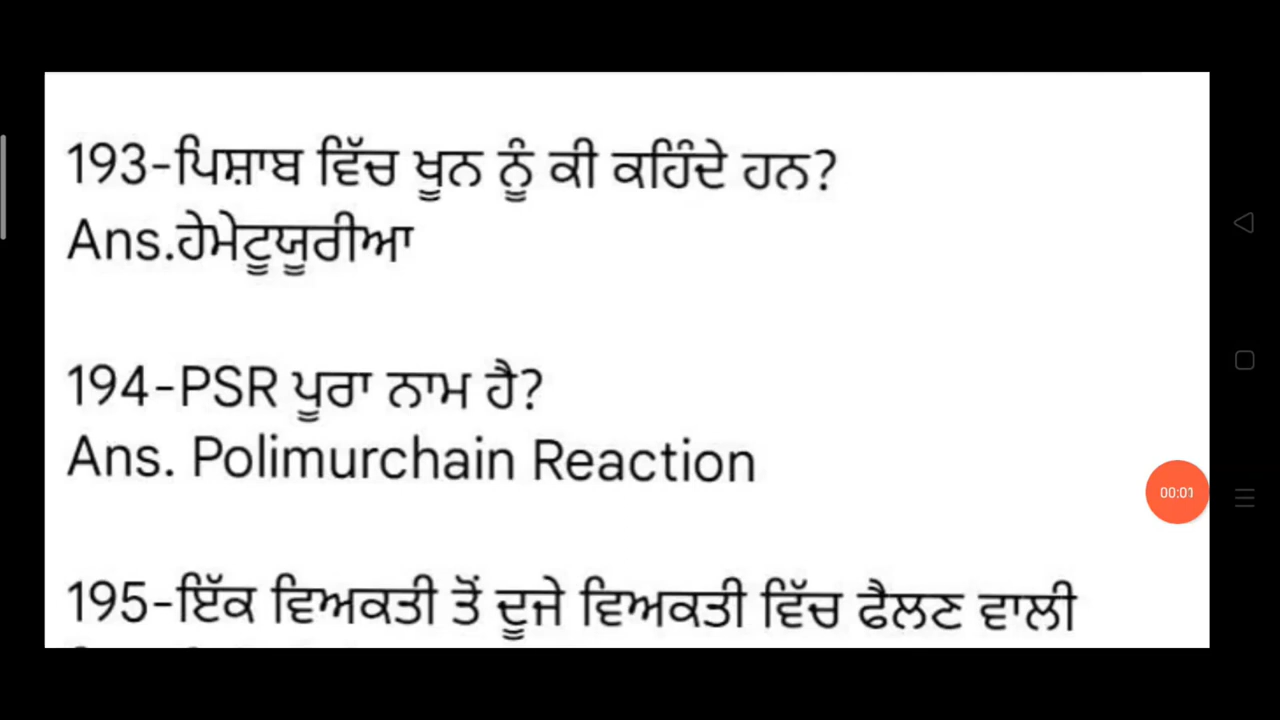 193-ਪਿਸ਼ਾਬ ਵਿੱਚ ਖੂਨ ਨੂੰ ਕੀ ਕਹਿੰਦੇ ਹਨ?
Ans.ਹੇਮੇਟੂਯੂਰੀਆ
194-PSR ਪੂਰਾ ਨਾਮ ਹੈ?
Ans. Polimurchain Reaction
00:01
195-ਇੱਕ ਵਿਅਕਤੀ ਤੋਂ ਦੂਜੇ ਵਿਅਕਤੀ ਵਿੱਚ ਫੈਲਣ ਵਾਲੀ